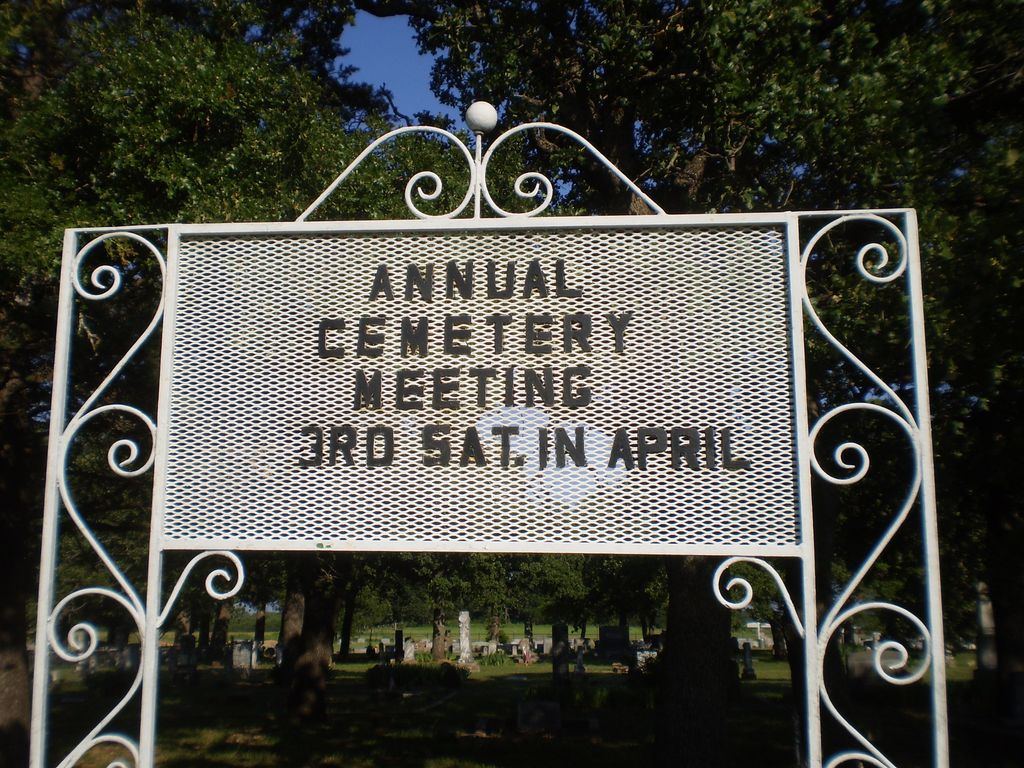 ANNUAL
CEMETERY
MEETING
3RD SAT. IN APRIL